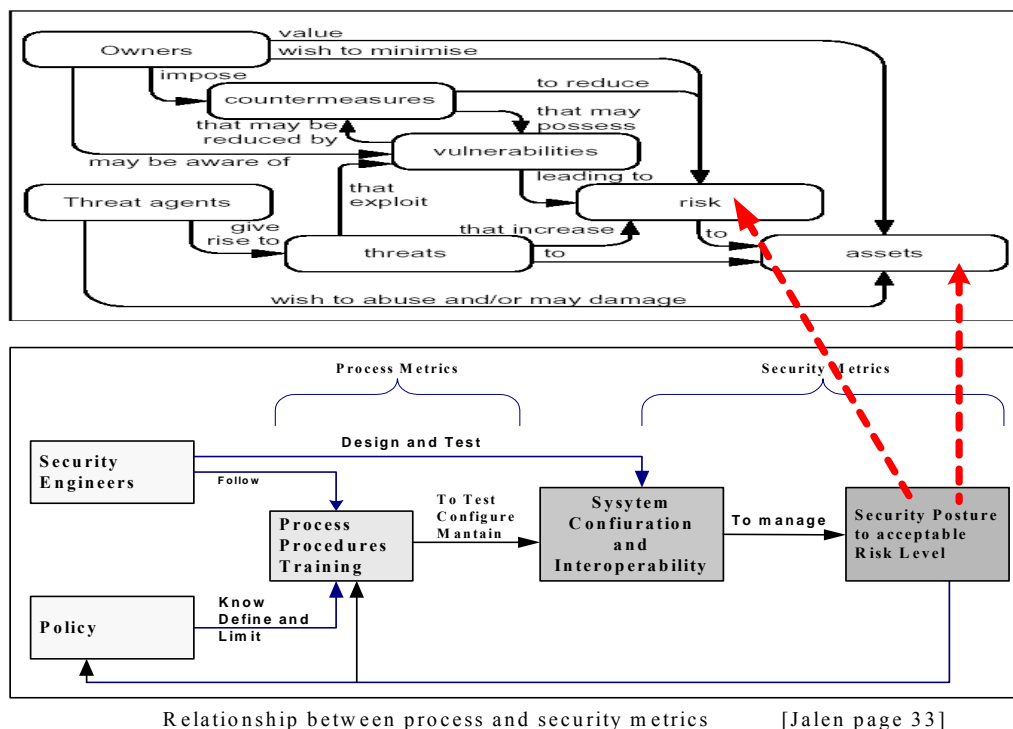 value
Owners
wish to minimise
impose
to reduce
countermeasures
that may be
reduced by
that may
possess
vulnerabilities
may be aware of
leading to
that
exploit
Threat agents
risk
give
rise to
that increase
to
threats
to
assets
wish to abuse and/or may damage
Process Metrics
Security Metrics
Design and Test
Security
Engineers
Follow
To Test
Configure
Mantain
Process
Procedures
Training
Sysytem
Confiuration
and
Interoperability
To manage
Security Posture
to acceptable
Risk Level
Know
Define and
Limit
Policy
Relationship between process and security metrics [Jalen page 33]